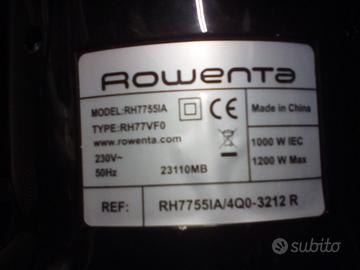 Rowenta
MODEL:RH7755IA
TYPE:RH77VF0
www.rowenta.com
230V~
50Hz
23110MB
CE
Made in China
1000 W IEC
1200 W Max
REF:
RH7755IA/4Q0-3212 R
subito